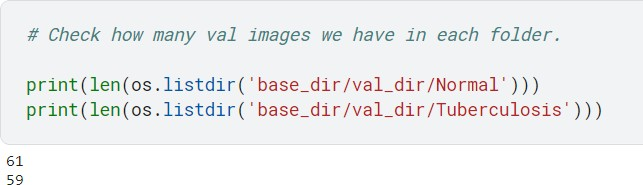 # Check how many val images we have in each folder.
print(len(os.listdir('base_dir/val_dir/Normal')))
print(len(os.listdir('base_dir/val_dir/Tuberculosis')))
61
59